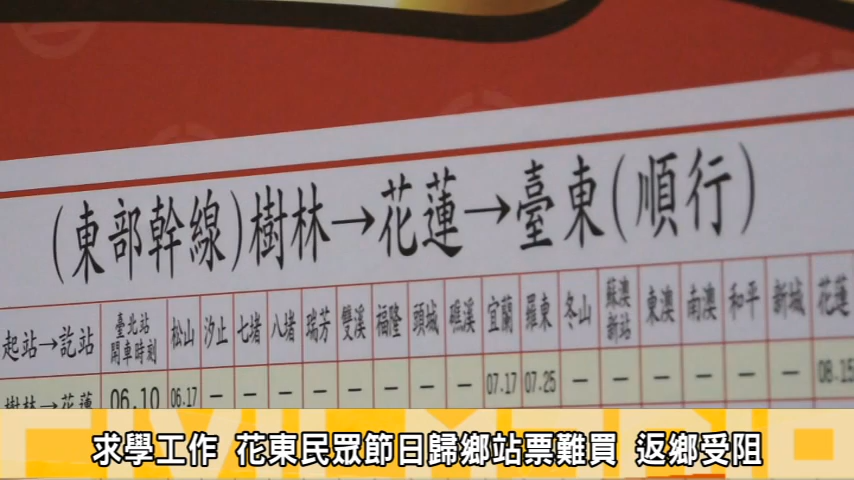 (東部幹線)樹林→花蓮→臺東(順行)
起站→訖站 臺北站開車時刻 松山 汐止 七堵 八堵 瑞芳 雙溪 福隆 頭城 礁溪 宜蘭 羅東 冬山 蘇澳新站 東澳 南澳 和平 新城 花蓮
樹林→花蓮 06.10 06.17 — — — — — — — — 07.17 07.25 — — — — — — 08.15
求學工作 花東民眾節日歸鄉站票難買 返鄉受阻